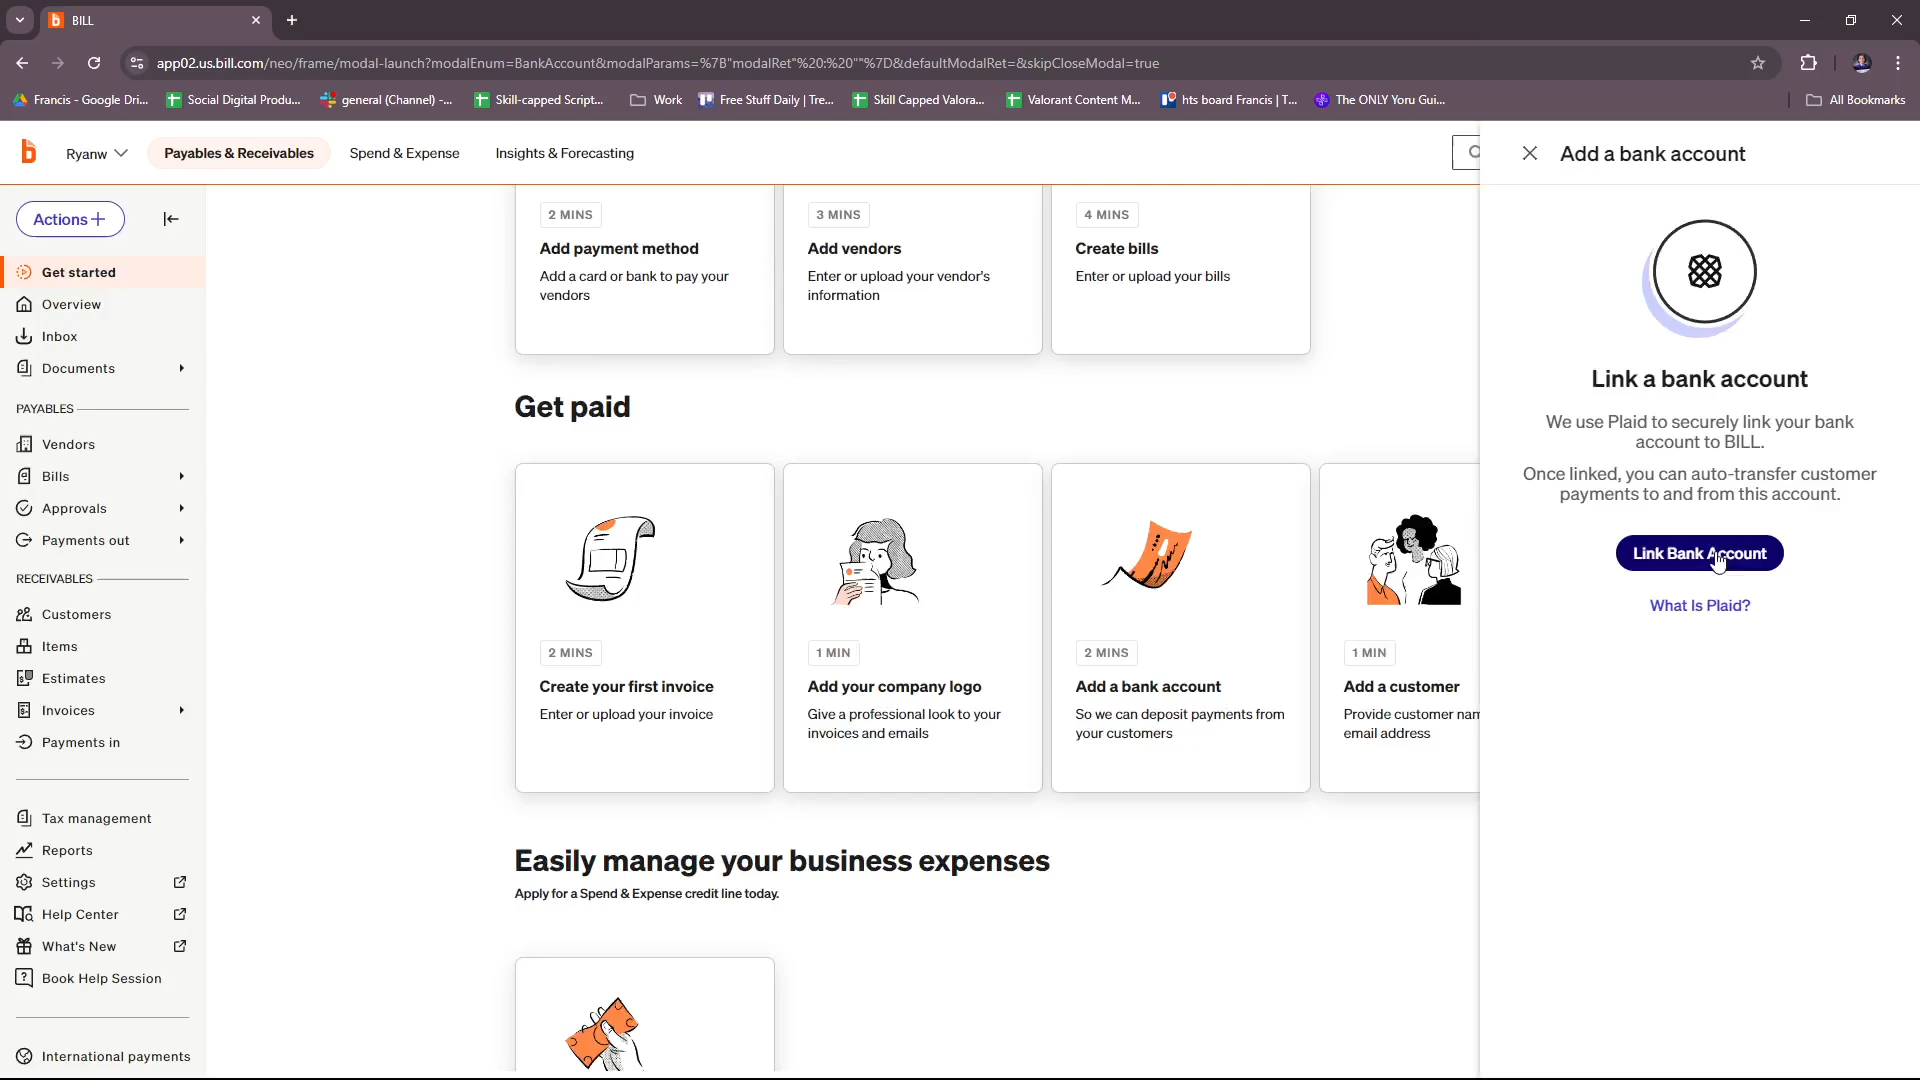 BILL
app02.us.bill.com/neo/frame/modal-launch?modalEnum=BankAccount&modalParams=%7B"modalRet"%20:%20""%7D&defaultModalRet=&skipCloseModal=true
Francis - Google Dri...
Social Digital Produ...
general (Channel) -...
Skill-capped Script...
Work
Free Stuff Daily | Tre...
Skill Capped Valora...
Valorant Content M...
hts board Francis | T...
The ONLY Yoru Gui...
All Bookmarks
Ryanw
Payables & Receivables
Spend & Expense
Insights & Forecasting
Actions
Get started
Overview
Inbox
Documents
PAYABLES
Vendors
Bills
Approvals
Payments out
RECEIVABLES
Customers
Items
Estimates
Invoices
Payments in
Tax management
Reports
Settings
Help Center
What's New
Book Help Session
International payments
2 MINS
Add payment method
Add a card or bank to pay your
vendors
3 MINS
Add vendors
Enter or upload your vendor's
information
4 MINS
Create bills
Enter or upload your bills
Get paid
2 MINS
Create your first invoice
Enter or upload your invoice
1 MIN
Add your company logo
Give a professional look to your
invoices and emails
2 MINS
Add a bank account
So we can deposit payments from
your customers
1 MIN
Add a customer
Provide customer nam
email address
Easily manage your business expenses
Apply for a Spend & Expense credit line today.
Add a bank account
Link a bank account
We use Plaid to securely link your bank
account to BILL.
Once linked, you can auto-transfer customer
payments to and from this account.
Link Bank Account
What Is Plaid?